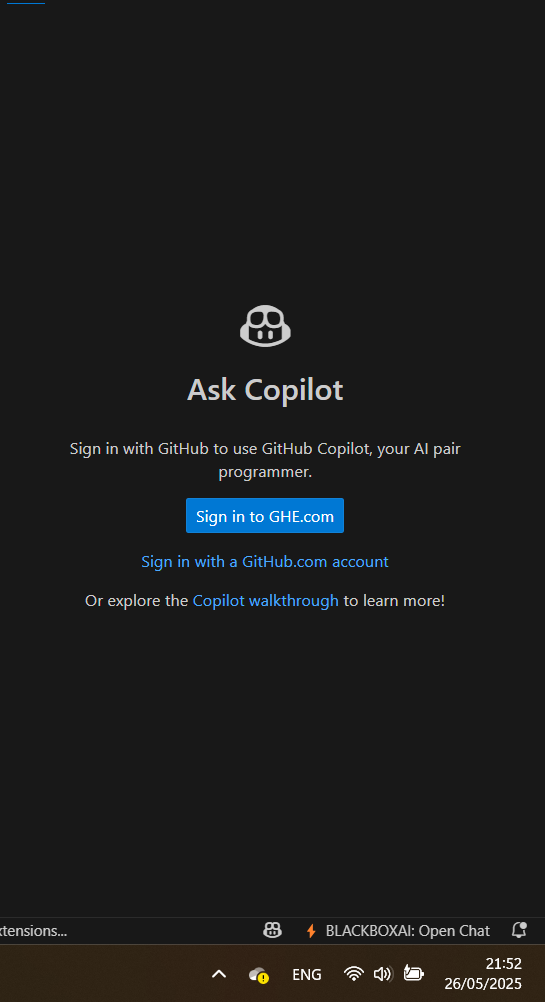 Ask Copilot
Sign in with GitHub to use GitHub Copilot, your AI pair
programmer.
Sign in to GHE.com
Sign in with a GitHub.com account
Or explore the Copilot walkthrough to learn more!
xtensions... BLACKBOXAI: Open Chat
ENG 21:52
26/05/2025